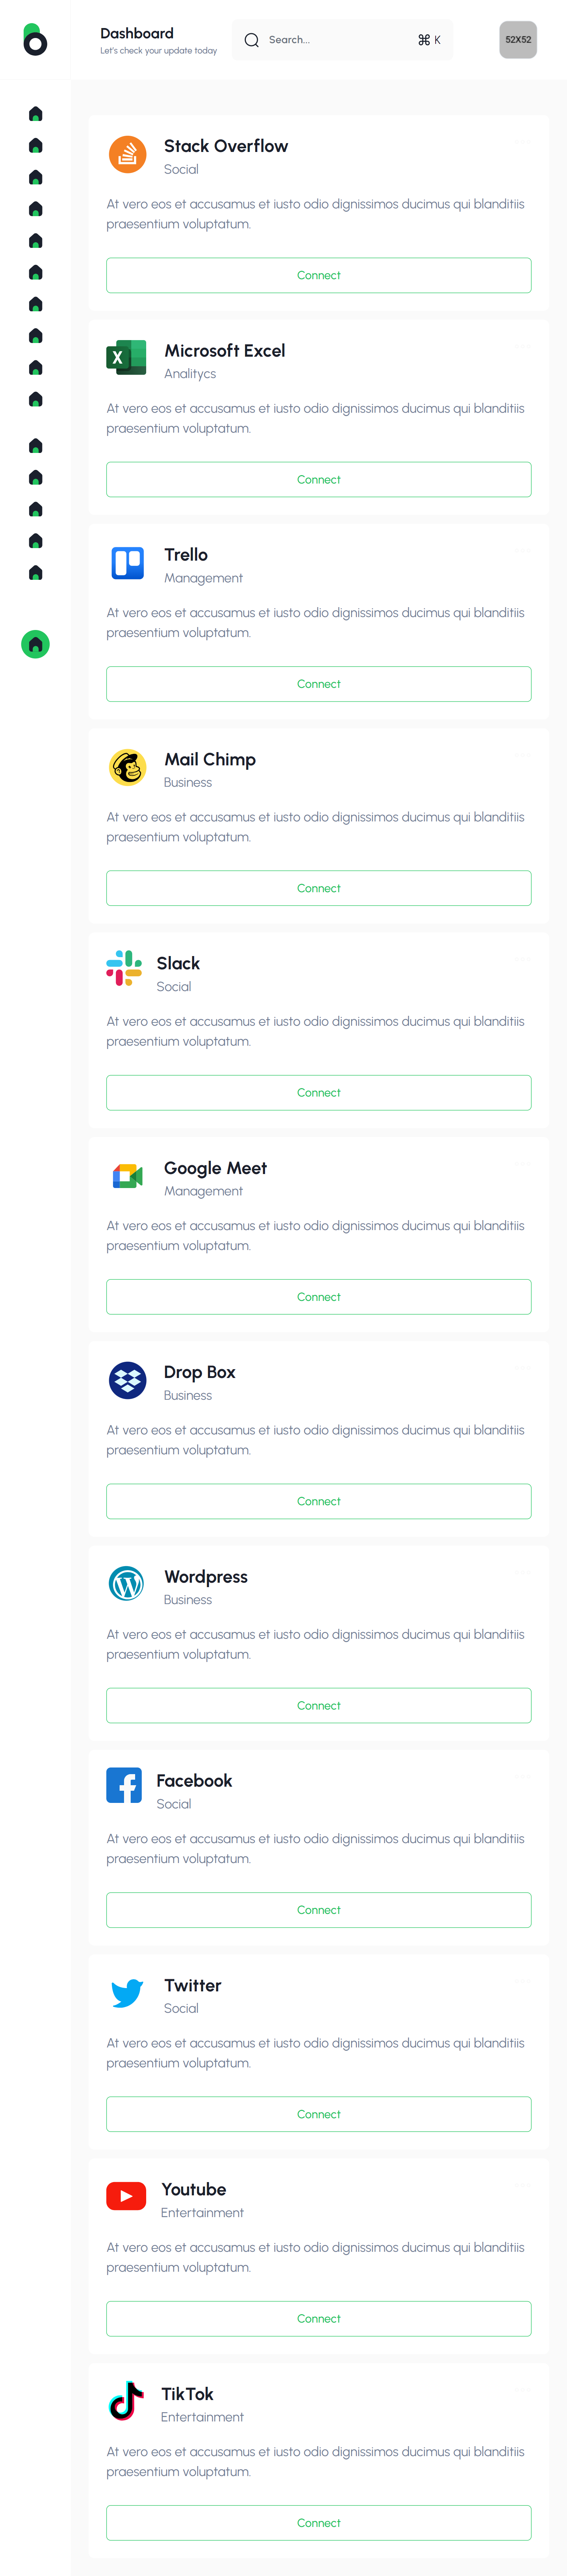 Dashboard
Let's check your update today
Search...
⌘ K
52X52
Stack Overflow
Social
At vero eos et accusamus et iusto odio dignissimos ducimus qui blanditiis
praesentium voluptatum.
Connect
Microsoft Excel
Analitycs
At vero eos et accusamus et iusto odio dignissimos ducimus qui blanditiis
praesentium voluptatum.
Connect
Trello
Management
At vero eos et accusamus et iusto odio dignissimos ducimus qui blanditiis
praesentium voluptatum.
Connect
Mail Chimp
Business
At vero eos et accusamus et iusto odio dignissimos ducimus qui blanditiis
praesentium voluptatum.
Connect
Slack
Social
At vero eos et accusamus et iusto odio dignissimos ducimus qui blanditiis
praesentium voluptatum.
Connect
Google Meet
Management
At vero eos et accusamus et iusto odio dignissimos ducimus qui blanditiis
praesentium voluptatum.
Connect
Drop Box
Business
At vero eos et accusamus et iusto odio dignissimos ducimus qui blanditiis
praesentium voluptatum.
Connect
Wordpress
Business
At vero eos et accusamus et iusto odio dignissimos ducimus qui blanditiis
praesentium voluptatum.
Connect
Facebook
Social
At vero eos et accusamus et iusto odio dignissimos ducimus qui blanditiis
praesentium voluptatum.
Connect
Twitter
Social
At vero eos et accusamus et iusto odio dignissimos ducimus qui blanditiis
praesentium voluptatum.
Connect
Youtube
Entertainment
At vero eos et accusamus et iusto odio dignissimos ducimus qui blanditiis
praesentium voluptatum.
Connect
TikTok
Entertainment
At vero eos et accusamus et iusto odio dignissimos ducimus qui blanditiis
praesentium voluptatum.
Connect